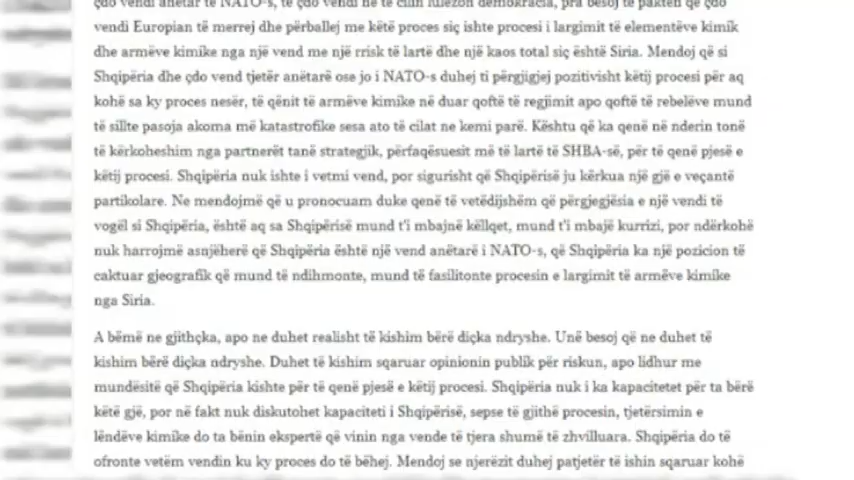 çdo vendi anëtar të NATO-s, të çdo vendi në të cilin mbizon demokracia, pra besoj të paktën që çdo
vendi Europian të merrej dhe përballej me këtë proces siç ishte procesi i largimit të elementëve kimik
dhe armëve kimike nga një vend me një rrisk të lartë dhe një kaos total siç është Siria. Mendoj që si
Shqipëria dhe çdo vend tjetër anëtarë ose jo i NATO-s duhej ti përgjigjej pozitivisht këtij procesi për aq
kohë sa ky proces nesër, të qënit të armëve kimike në duar qoftë të regjimit apo qoftë të rebelëve mund
të sillte pasoja akoma më katastrofike sesa ato të cilat ne kemi parë. Kështu që ka qenë në nderin tonë
të kërkoheshim nga partnerët tanë strategjik, përfaqësuesit më të lartë të SHBA-së, për të qenë pjesë e
këtij procesi. Shqipëria nuk ishte i vetmi vend, por sigurisht që Shqipërisë ju kërkua një gjë e veçantë
partikolare. Ne mendojmë që u pronocuam duke qenë të vetëdijshëm që përgjegjësia e një vendi të
vogël si Shqipëria, është aq sa Shqipërisë mund t'i mbajnë këllqet, mund t'i mbajë kurrizi, por ndërkohë
nuk harrojmë asnjëherë që Shqipëria është një vend anëtarë i NATO-s, që Shqipëria ka një pozicion të
caktuar gjeografik që mund të ndihmonte, mund të fasilitonte procesin e largimit të armëve kimike
nga Siria.
A bëmë ne gjithçka, apo ne duhet realisht të kishim bërë diçka ndryshe. Unë besoj që ne duhet të
kishim bërë diçka ndryshe. Duhet të kishim sqaruar opinionin publik për riskun, apo lidhur me
mundësitë që Shqipëria kishte për të qenë pjesë e këtij procesi. Shqipëria nuk i ka kapacitetet për ta bërë
këtë gjë, por në fakt nuk diskutohet kapaciteti i Shqipërisë, sepse të gjithë procesin, tjetërsimin e
lëndëve kimike do ta bënin ekspertë që vinin nga vende të tjera shumë të zhvilluara. Shqipëria do të
ofronte vetëm vendin ku ky proces do të bëhej. Mendoj se njerëzit duhej patjetër të ishin sqaruar kohë